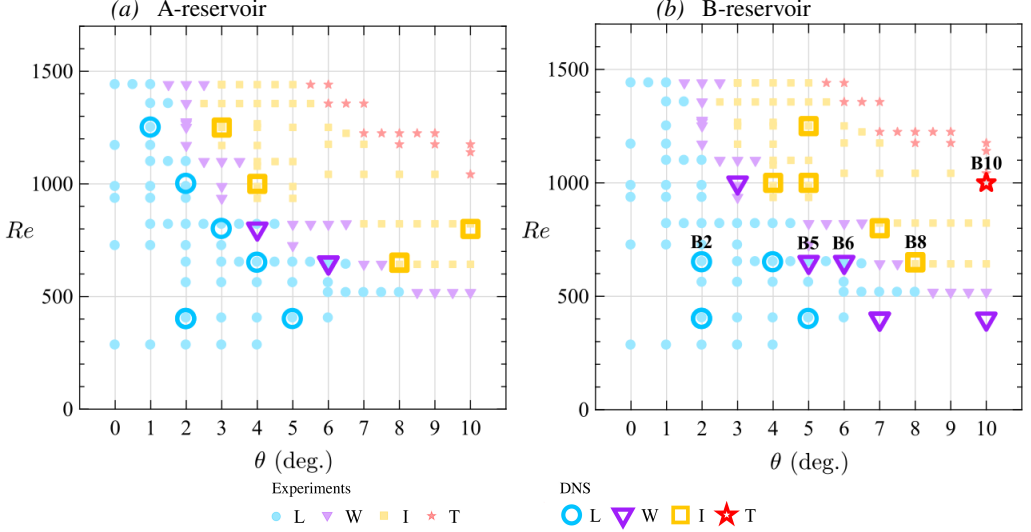 (a) A-reservoir
(b) B-reservoir
1500
1000
500
0
Re
0 1 2 3 4 5 6 7 8 9 10
θ (deg.)
1500
1000
500
0
Re
B10
B2 B5 B6 B8
0 1 2 3 4 5 6 7 8 9 10
θ (deg.)
Experiments
L W I T
DNS
L W I T